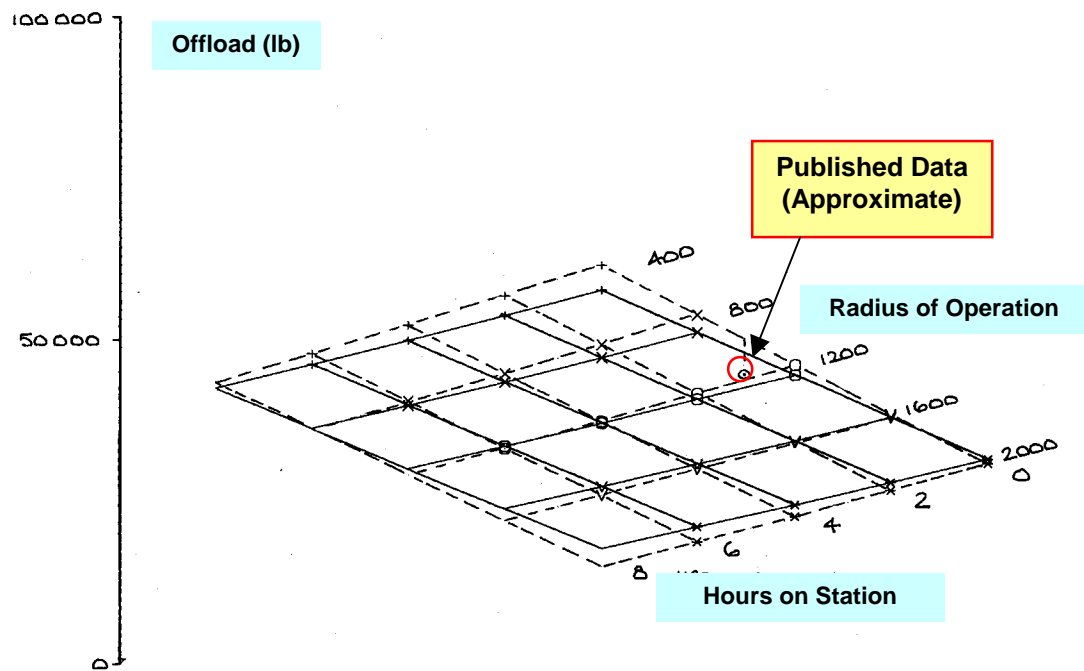 100 000
Offload (lb)
Published Data
(Approximate)
400
800
Radius of Operation
50 000
1200
1600
2000
0
2
4
6
8
Hours on Station
0